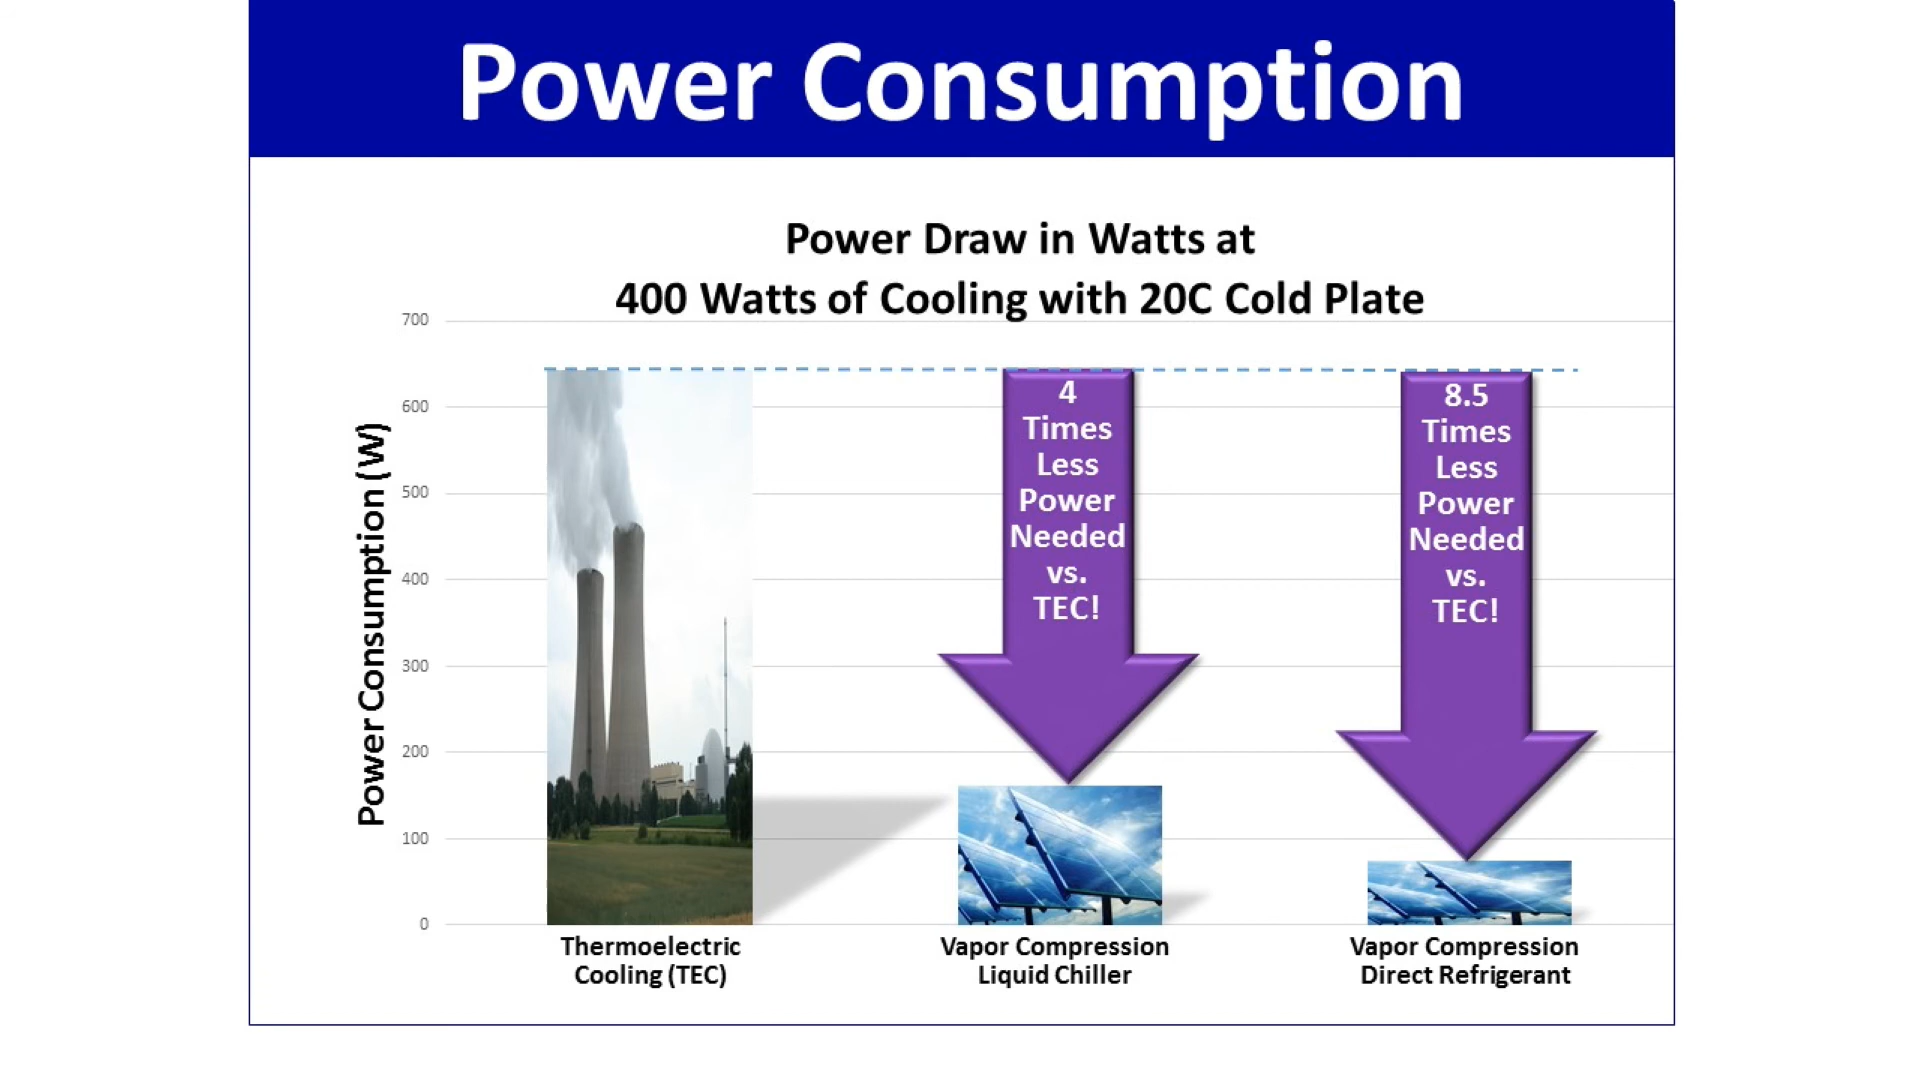 Power Consumption
Power Draw in Watts at
400 Watts of Cooling with 20C Cold Plate
Power Consumption (W)
700
600
500
400
300
200
100
0
4
Times
Less
Power
Needed
vs.
TEC!
8.5
Times
Less
Power
Needed
vs.
TEC!
Thermoelectric
Cooling (TEC)
Vapor Compression
Liquid Chiller
Vapor Compression
Direct Refrigerant